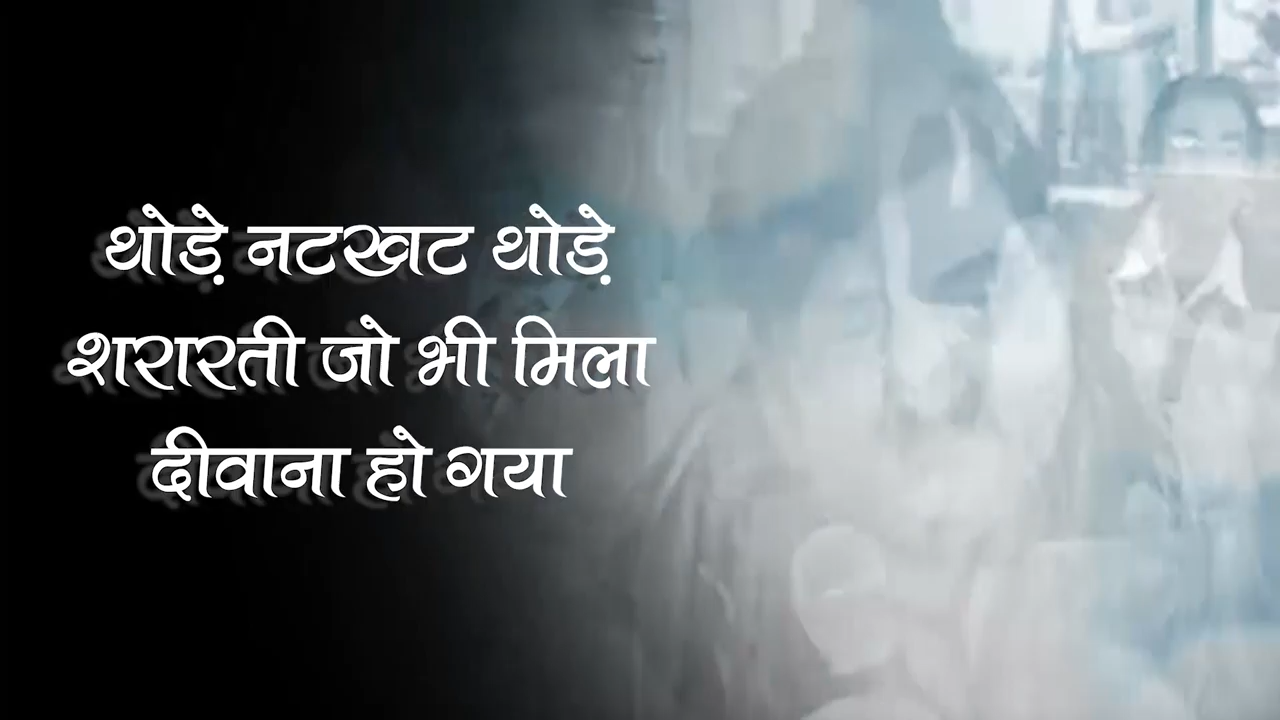 थोड़े नटखट थोड़े
शरारती जो भी मिला
दीवाना हो गया